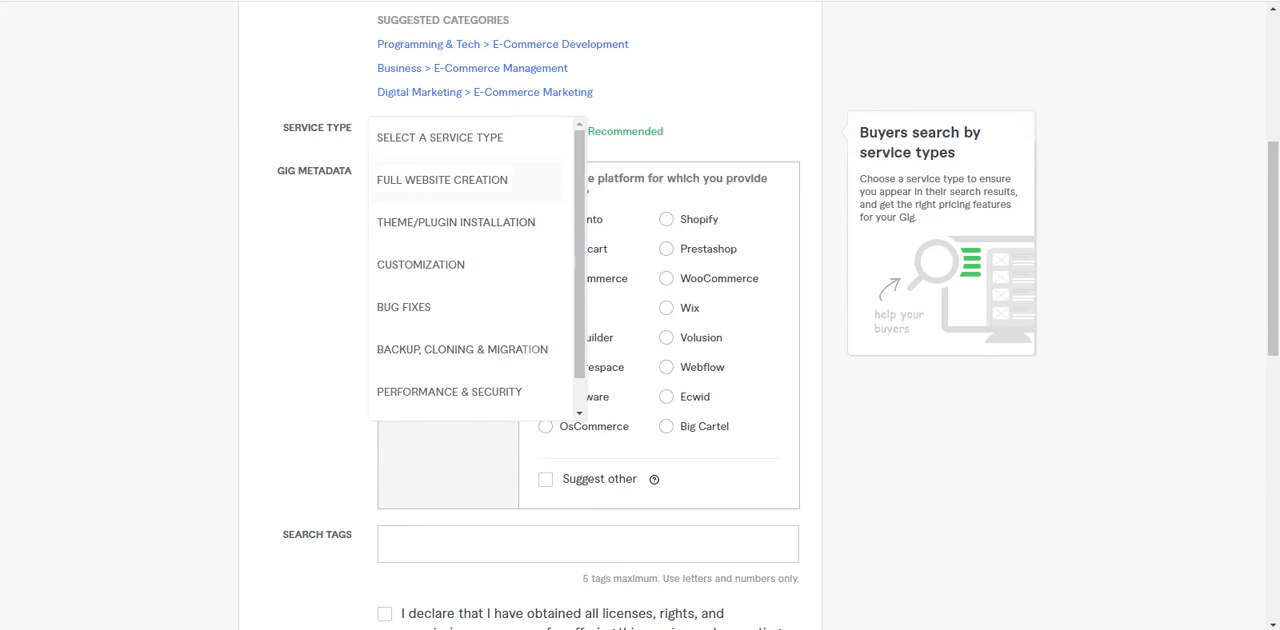 SUGGESTED CATEGORIES
Programming & Tech > E-Commerce Development
Business > E-Commerce Management
Digital Marketing > E-Commerce Marketing
SERVICE TYPE
SELECT A SERVICE TYPE
FULL WEBSITE CREATION
THEME/PLUGIN INSTALLATION
CUSTOMIZATION
BUG FIXES
BACKUP, CLONING & MIGRATION
PERFORMANCE & SECURITY
Recommended
GIG METADATA
e platform for which you provide
nto
Shopify
cart
Prestashop
mmerce
WooCommerce
Wix
uilder
Volusion
espace
Webflow
ware
Ecwid
OsCommerce
Big Cartel
Suggest other
SEARCH TAGS
5 tags maximum. Use letters and numbers only.
I declare that I have obtained all licenses, rights, and
Buyers search by
service types
Choose a service type to ensure
you appear in their search results,
and get the right pricing features
for your Gig.
help your
buyers